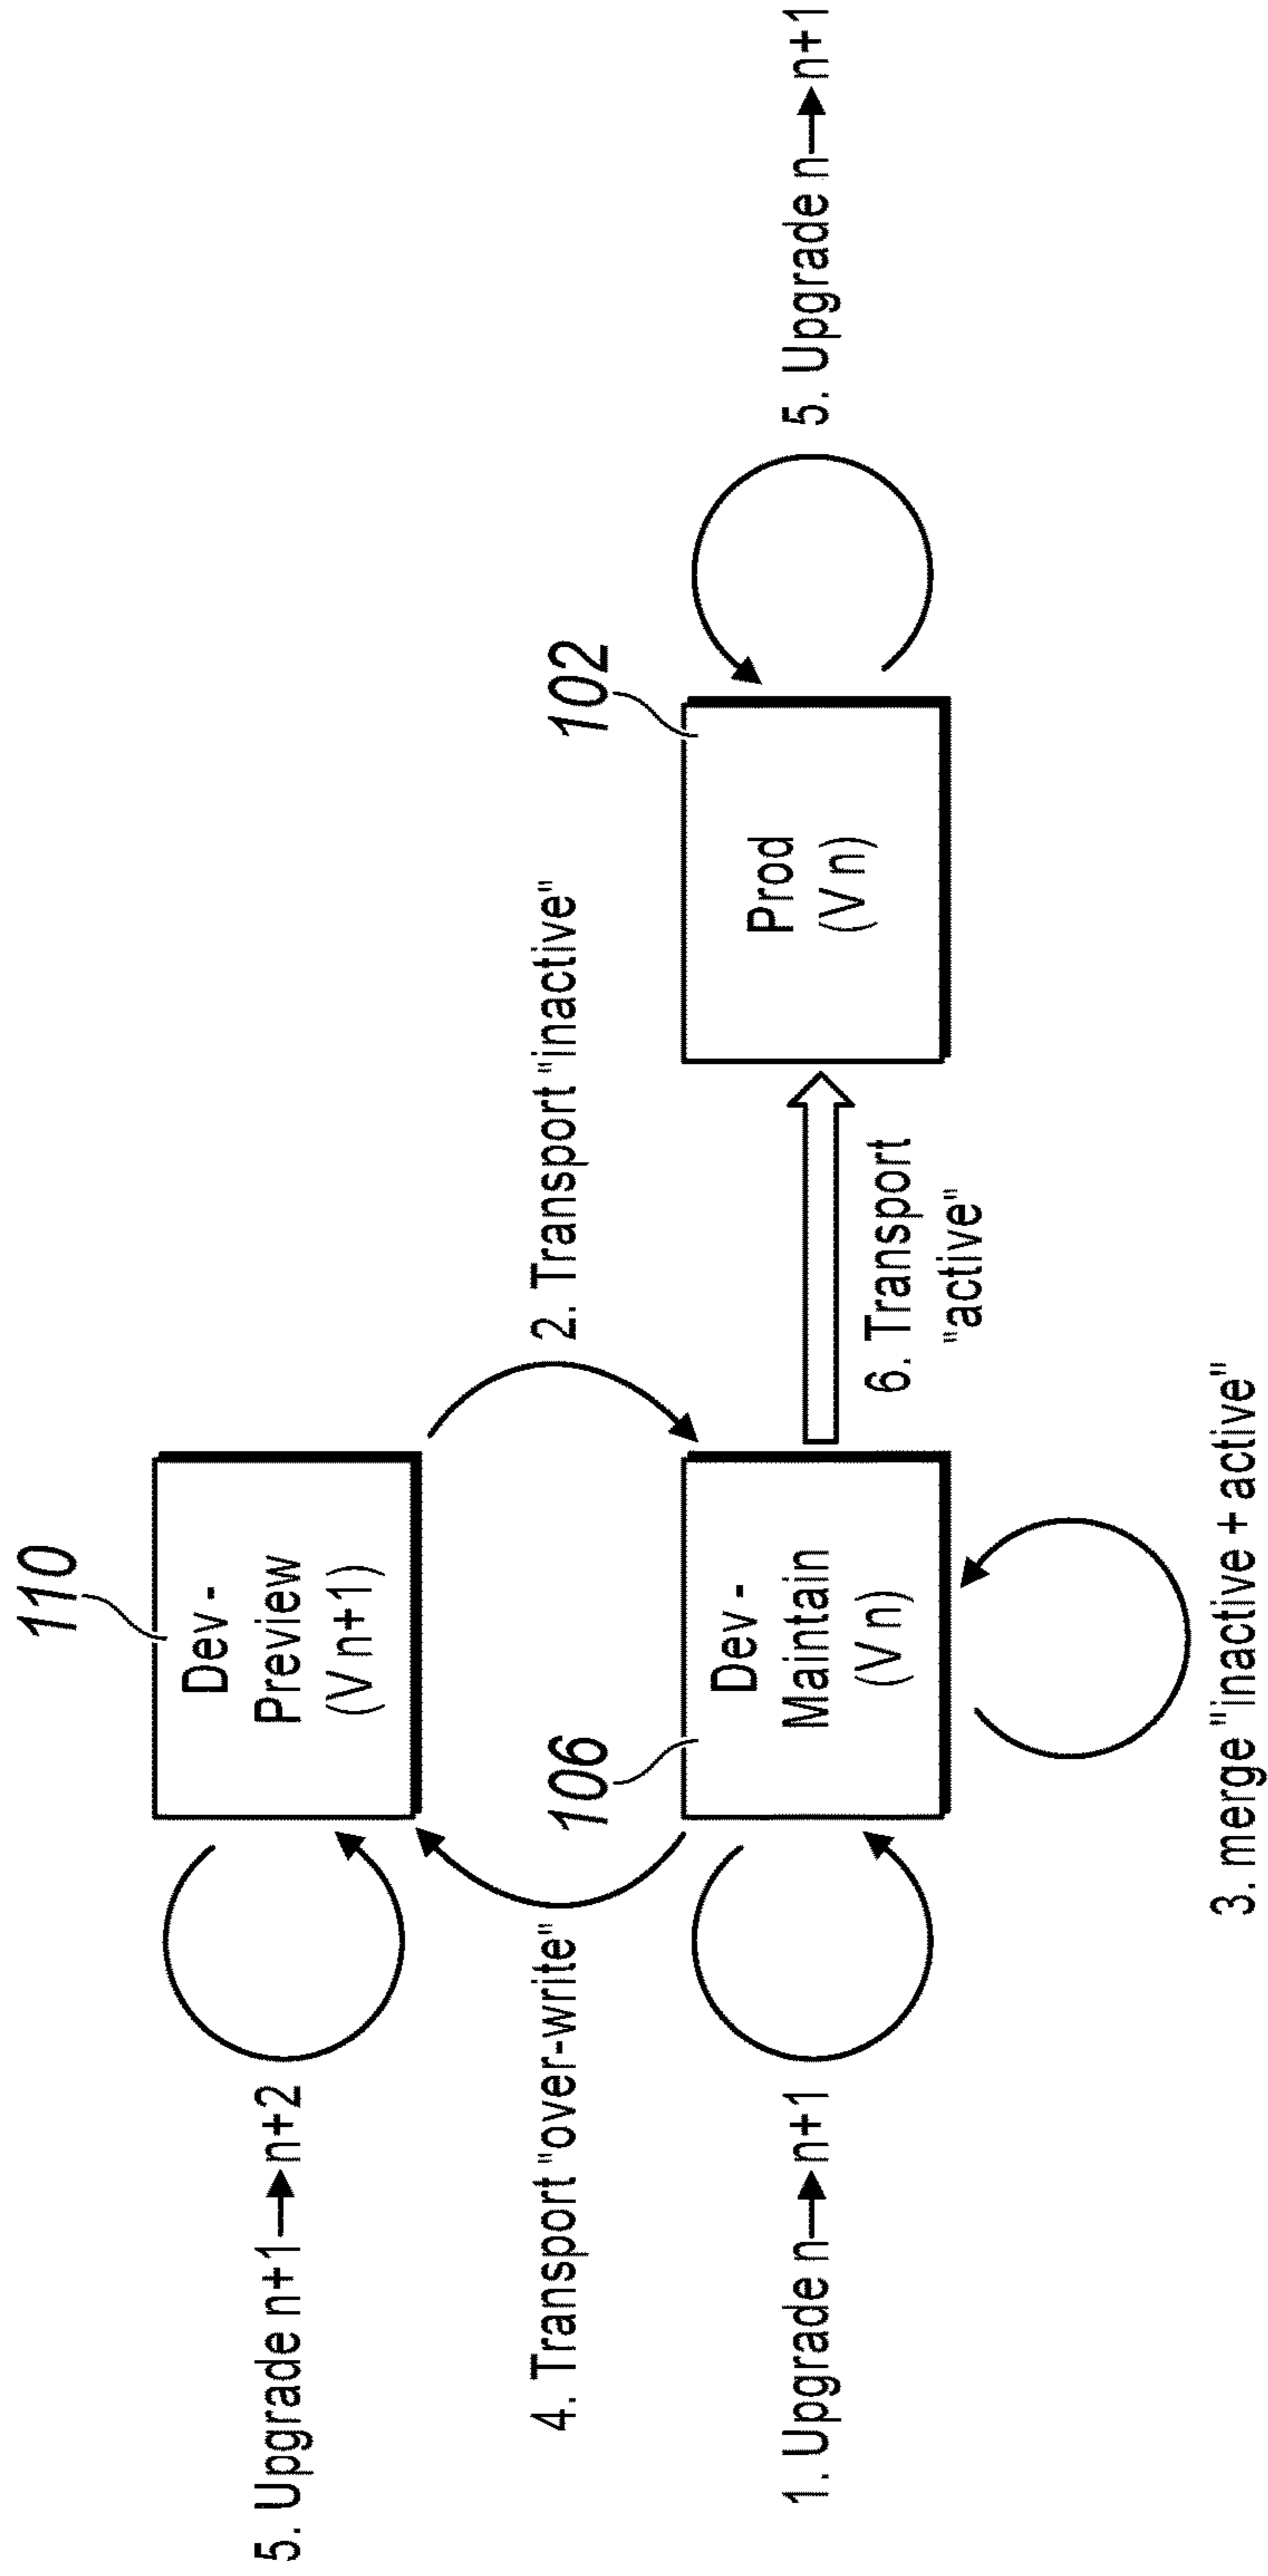 110
Dev -
Preview
(V n+1)
5. Upgrade n+1→n+2
2. Transport "inactive"
4. Transport "over-write"
106
Dev -
Maintain
(V n)
1. Upgrade n→n+1
3. merge "inactive + active"
6. Transport
"active"
102
Prod
(V n)
5. Upgrade n→n+1